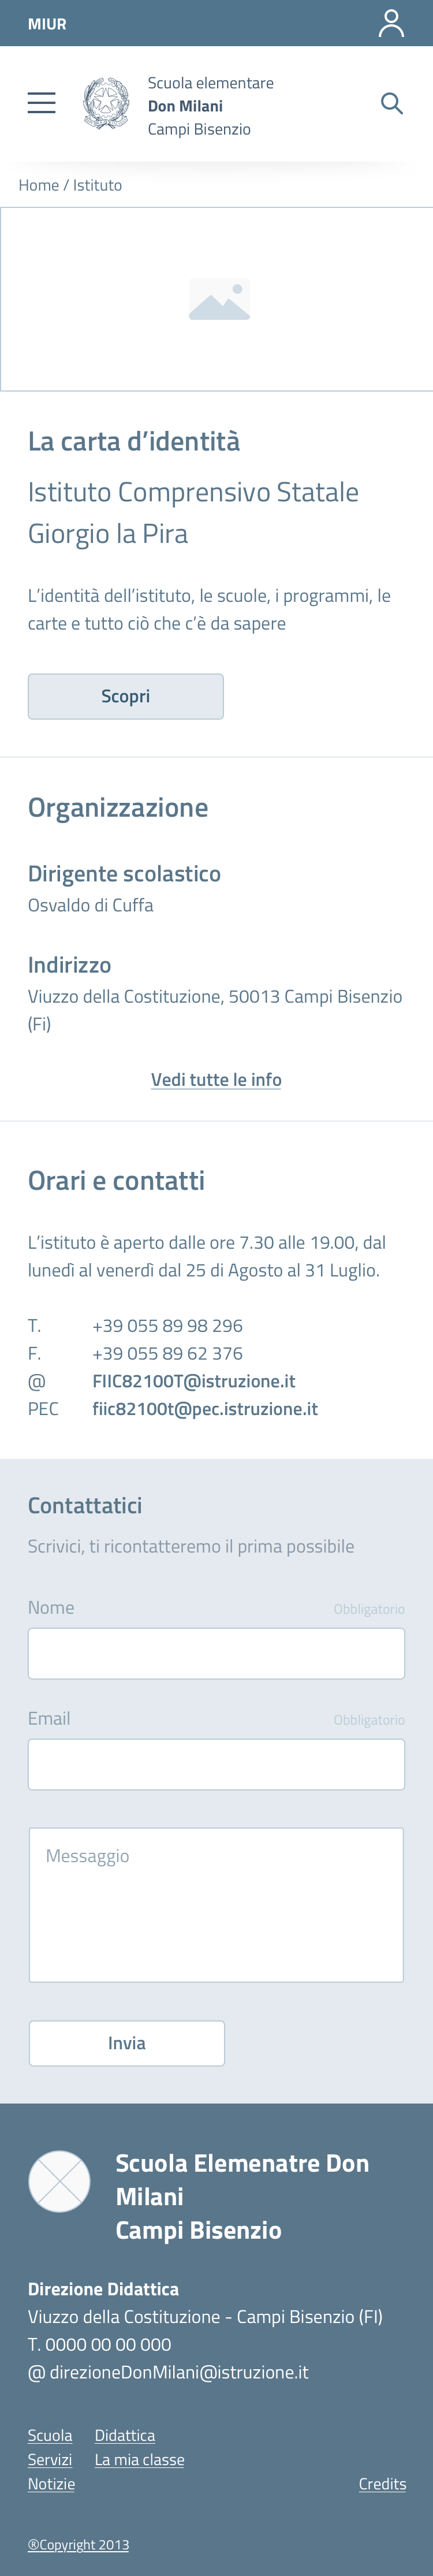 MIUR
Scuola elementare
Don Milani
Campi Bisenzio
Home / Istituto
La carta d’identità
Istituto Comprensivo Statale
Giorgio la Pira
L’identità dell’istituto, le scuole, i programmi, le
carte e tutto ciò che c’è da sapere
Scopri
Organizzazione
Dirigente scolastico
Osvaldo di Cuffa
Indirizzo
Viuzzo della Costituzione, 50013 Campi Bisenzio
(Fi)
Vedi tutte le info
Orari e contatti
L’istituto è aperto dalle ore 7.30 alle 19.00, dal
lunedì al venerdì dal 25 di Agosto al 31 Luglio.
T. +39 055 89 98 296
F. +39 055 89 62 376
@ FIIC82100T@istruzione.it
PEC fiic82100t@pec.istruzione.it
Contattatici
Scrivici, ti ricontatteremo il prima possibile
Nome Obbligatorio
Email Obbligatorio
Messaggio
Invia
Scuola Elemenatre Don
Milani
Campi Bisenzio
Direzione Didattica
Viuzzo della Costituzione - Campi Bisenzio (FI)
T. 0000 00 00 000
@ direzioneDonMilani@istruzione.it
Scuola Didattica
Servizi La mia classe
Notizie Credits
®Copyright 2013